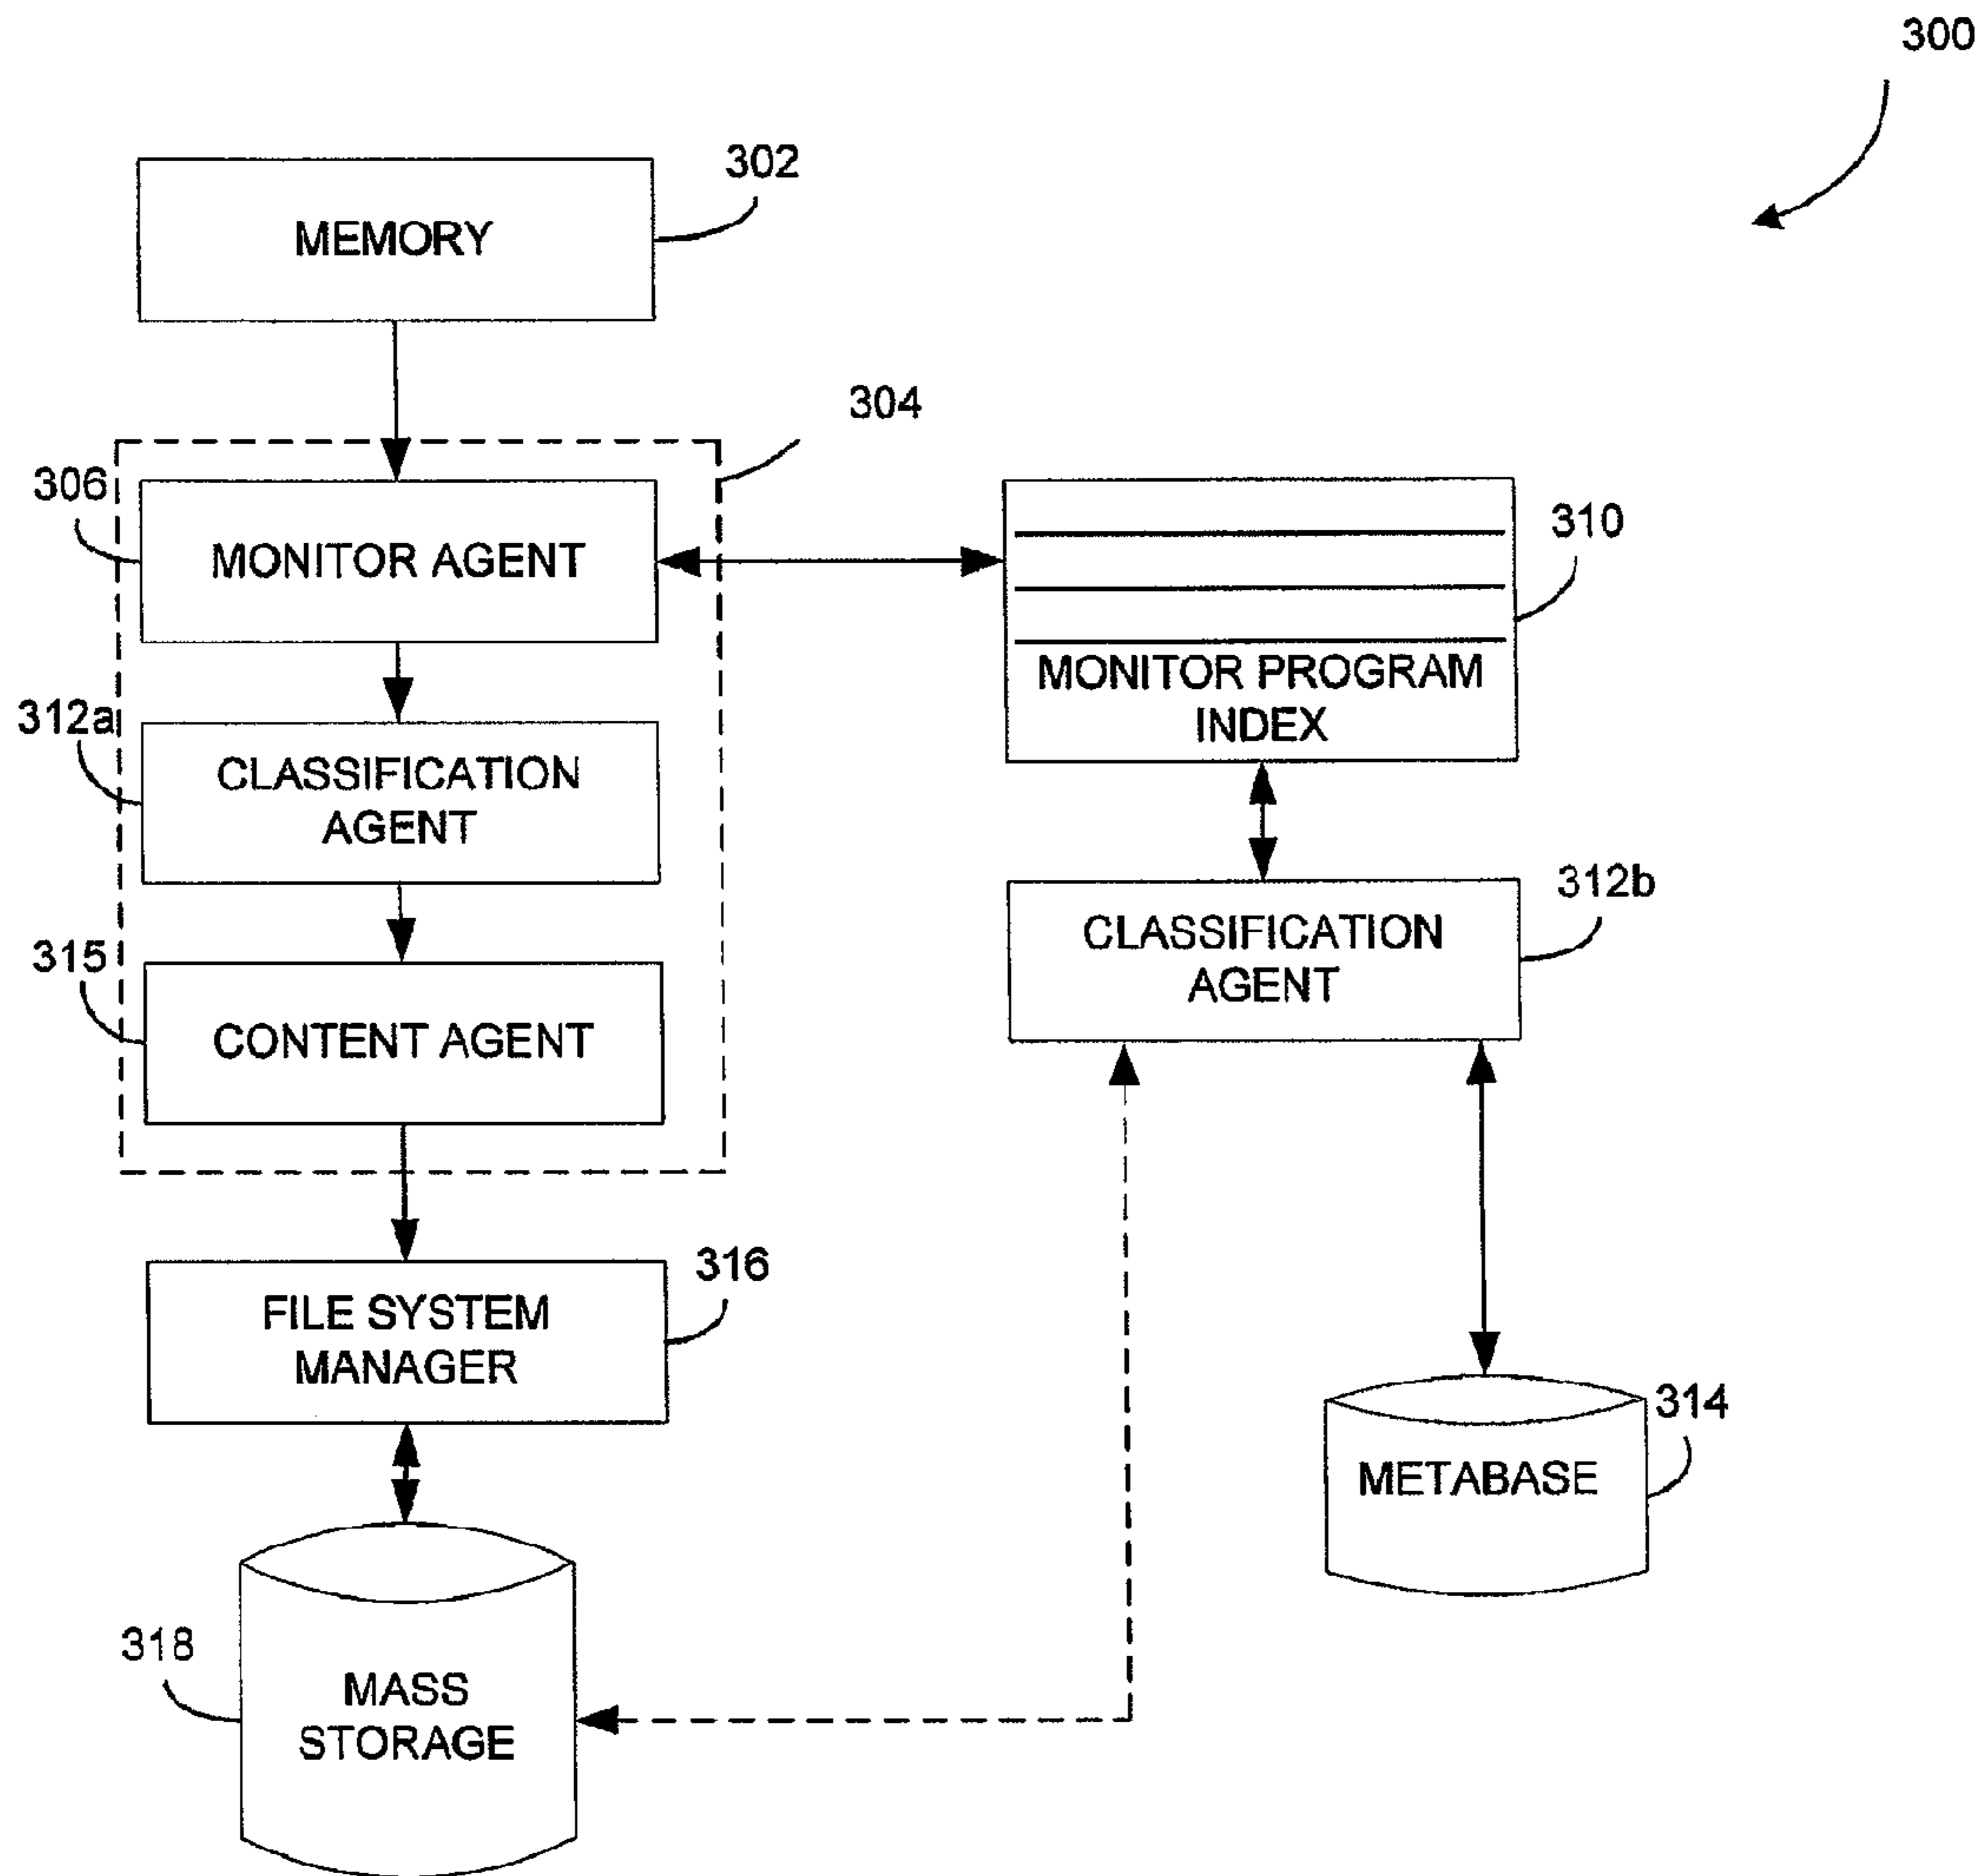 300
302
MEMORY
304
306
MONITOR AGENT
310
MONITOR PROGRAM
INDEX
312a
CLASSIFICATION
AGENT
312b
CLASSIFICATION
AGENT
315
CONTENT AGENT
316
FILE SYSTEM
MANAGER
314
METABASE
318
MASS
STORAGE